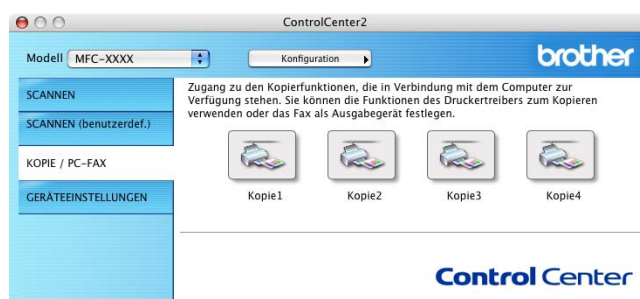 ControlCenter2
Modell MFC-XXXX Konfiguration brother
SCANNEN
SCANNEN (benutzerdef.)
KOPIE / PC-FAX
GERÄTEEINSTELLUNGEN
Zugang zu den Kopierfunktionen, die in Verbindung mit dem Computer zur
Verfügung stehen. Sie können die Funktionen des Druckertreibers zum Kopieren
verwenden oder das Fax als Ausgabegerät festlegen.
Kopie1 Kopie2 Kopie3 Kopie4
Control Center